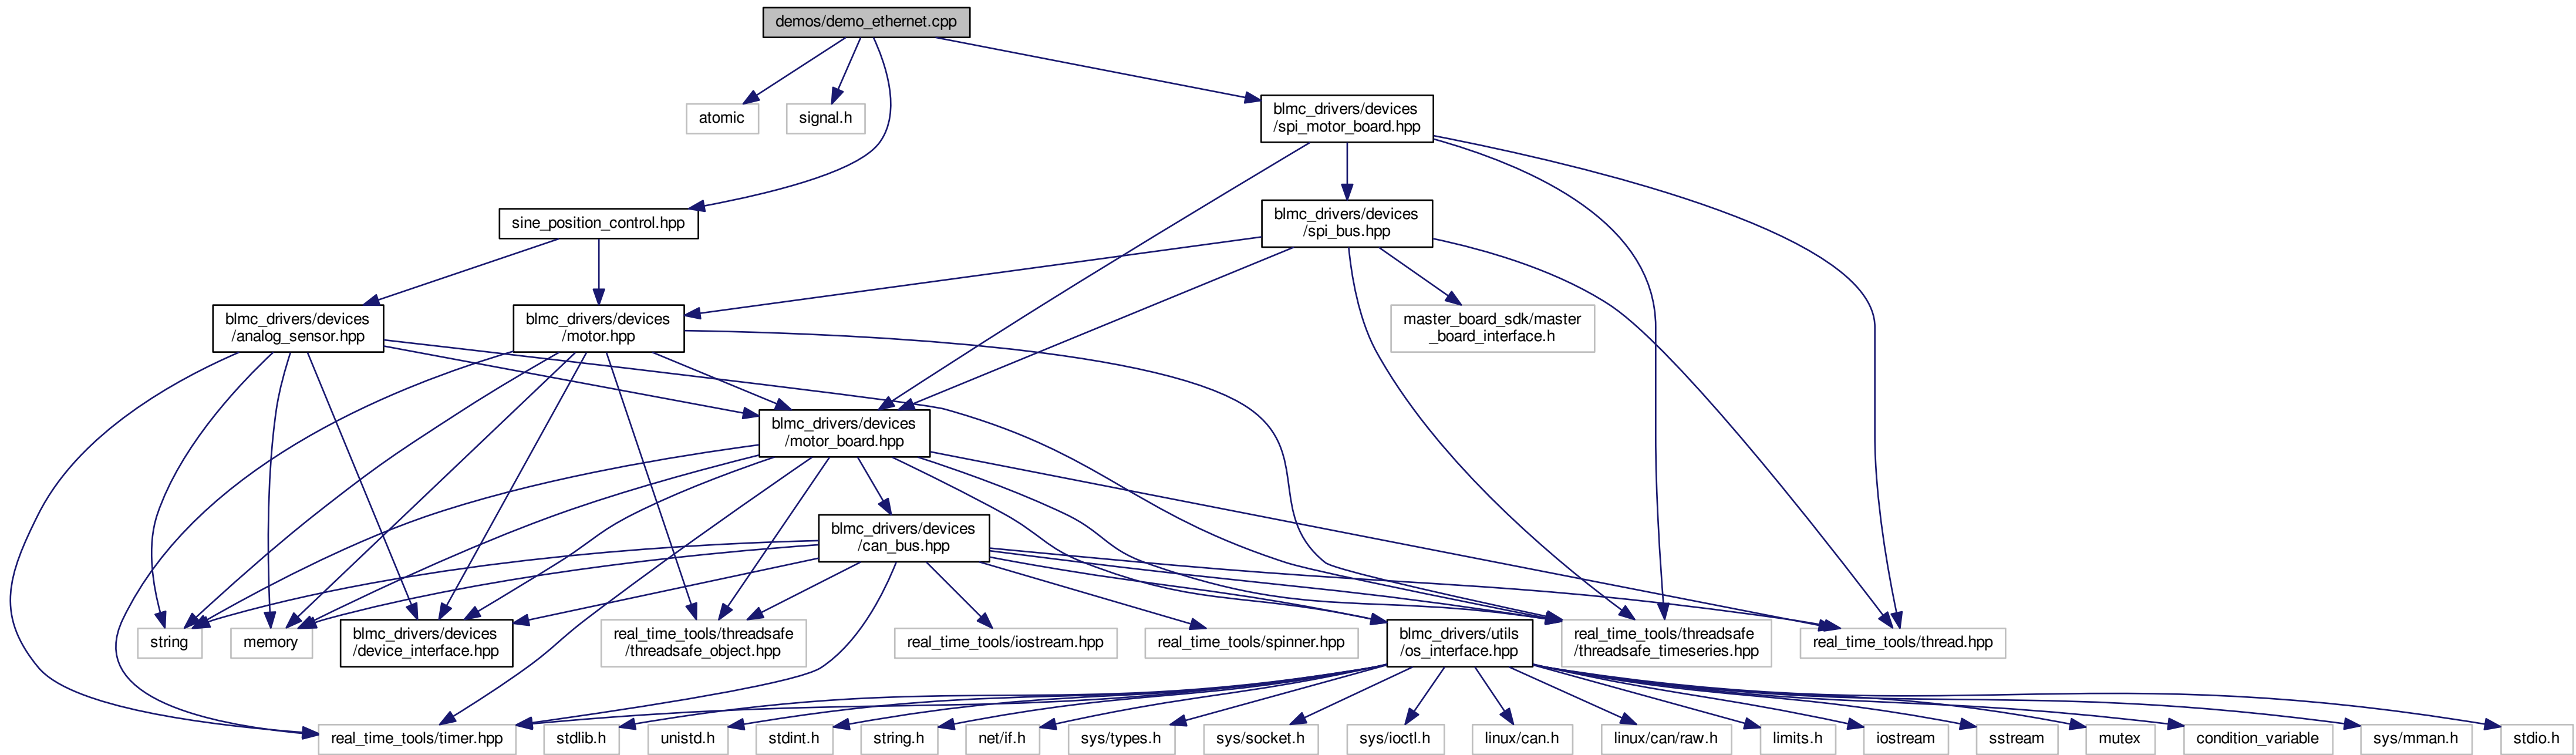 demos/demo_ethernet.cpp
atomic
signal.h
blmc_drivers/devices
/spi_motor_board.hpp
sine_position_control.hpp
blmc_drivers/devices
/spi_bus.hpp
blmc_drivers/devices
/analog_sensor.hpp
blmc_drivers/devices
/motor.hpp
master_board_sdk/master
_board_interface.h
blmc_drivers/devices
/motor_board.hpp
blmc_drivers/devices
/can_bus.hpp
string
memory
blmc_drivers/devices
/device_interface.hpp
real_time_tools/threadsafe
/threadsafe_object.hpp
real_time_tools/iostream.hpp
real_time_tools/spinner.hpp
blmc_drivers/utils
/os_interface.hpp
real_time_tools/threadsafe
/threadsafe_timeseries.hpp
real_time_tools/thread.hpp
real_time_tools/timer.hpp
stdlib.h
unistd.h
stdint.h
string.h
net/if.h
sys/types.h
sys/socket.h
sys/ioctl.h
linux/can.h
linux/can/raw.h
limits.h
iostream
sstream
mutex
condition_variable
sys/mman.h
stdio.h